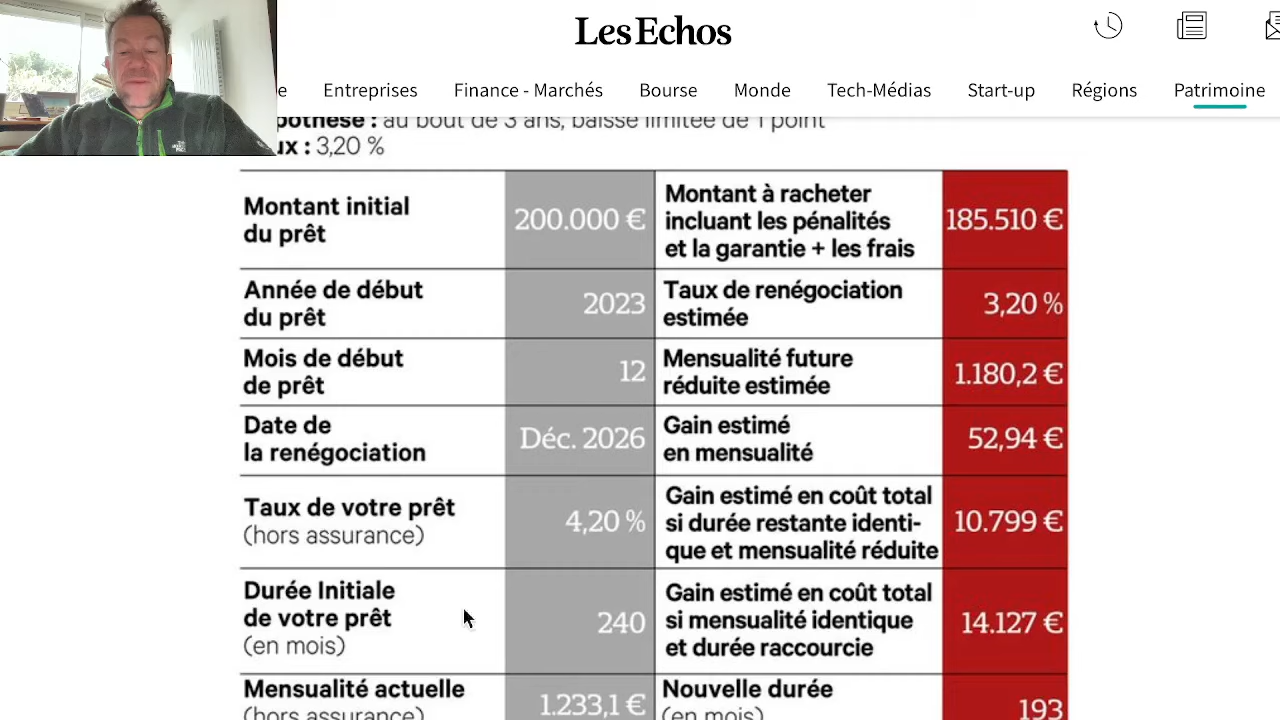 Les Echos
Entreprises Finance - Marchés Bourse Monde Tech-Médias Start-up Régions Patrimoine
au bout de 3 ans, baisse limitée de 1 point
3,20 %
Montant initial
du prêt
200.000 €
Montant à racheter
incluant les pénalités
et la garantie + les frais
185.510 €
Année de début
du prêt
2023
Taux de renégociation
estimée
3,20 %
Mois de début
de prêt
12
Mensualité future
réduite estimée
1.180,2 €
Date de
la renégociation
Déc. 2026
Gain estimé
en mensualité
52,94 €
Taux de votre prêt
(hors assurance)
4,20 %
Gain estimé en coût total
si durée restante identi-
que et mensualité réduite
10.799 €
Durée Initiale
de votre prêt
(en mois)
240
Gain estimé en coût total
si mensualité identique
et durée raccourcie
14.127 €
Mensualité actuelle
(hors assurance)
1.233,1 €
Nouvelle durée
(en mois)
193